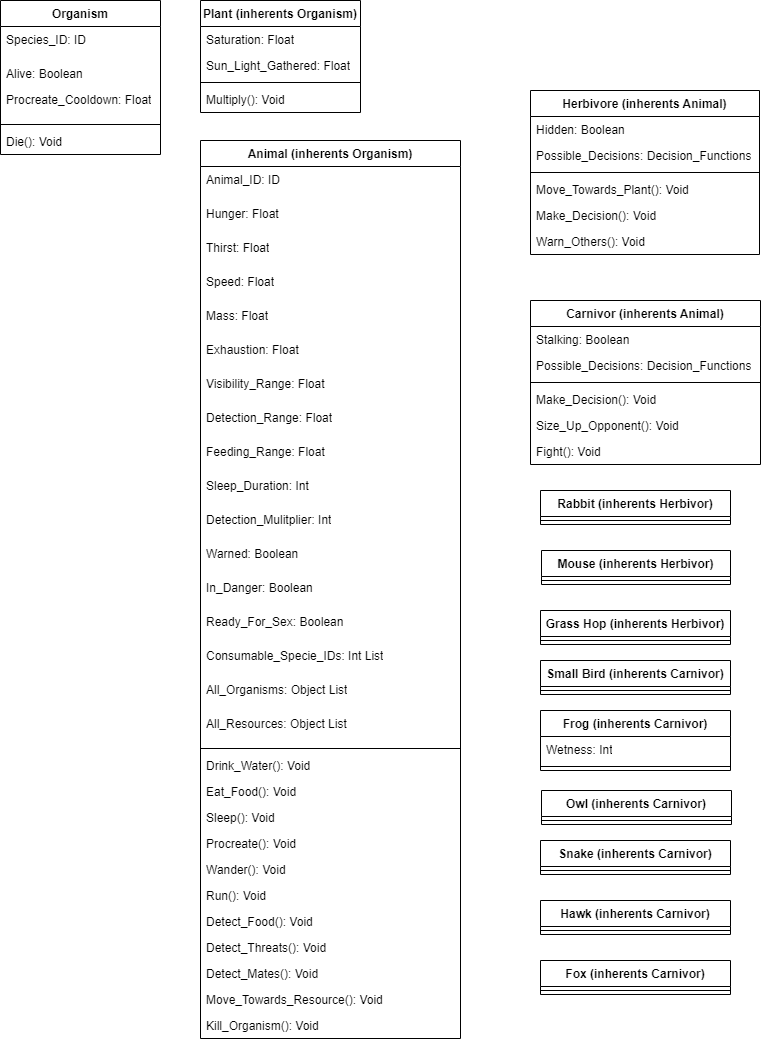 Organism
Species_ID: ID
Alive: Boolean
Procreate_Cooldown: Float
Die(): Void
Plant (inherents Organism)
Saturation: Float
Sun_Light_Gathered: Float
Multiply(): Void
Animal (inherents Organism)
Animal_ID: ID
Hunger: Float
Thirst: Float
Speed: Float
Mass: Float
Exhaustion: Float
Visibility_Range: Float
Detection_Range: Float
Feeding_Range: Float
Sleep_Duration: Int
Detection_Mulitplier: Int
Warned: Boolean
In_Danger: Boolean
Ready_For_Sex: Boolean
Consumable_Specie_IDs: Int List
All_Organisms: Object List
All_Resources: Object List
Drink_Water(): Void
Eat_Food(): Void
Sleep(): Void
Procreate(): Void
Wander(): Void
Run(): Void
Detect_Food(): Void
Detect_Threats(): Void
Detect_Mates(): Void
Move_Towards_Resource(): Void
Kill_Organism(): Void
Herbivore (inherents Animal)
Hidden: Boolean
Possible_Decisions: Decision_Functions
Move_Towards_Plant(): Void
Make_Decision(): Void
Warn_Others(): Void
Carnivor (inherents Animal)
Stalking: Boolean
Possible_Decisions: Decision_Functions
Make_Decision(): Void
Size_Up_Opponent(): Void
Fight(): Void
Rabbit (inherents Herbivor)
Mouse (inherents Herbivor)
Grass Hop (inherents Herbivor)
Small Bird (inherents Carnivor)
Frog (inherents Carnivor)
Wetness: Int
Owl (inherents Carnivor)
Snake (inherents Carnivor)
Hawk (inherents Carnivor)
Fox (inherents Carnivor)